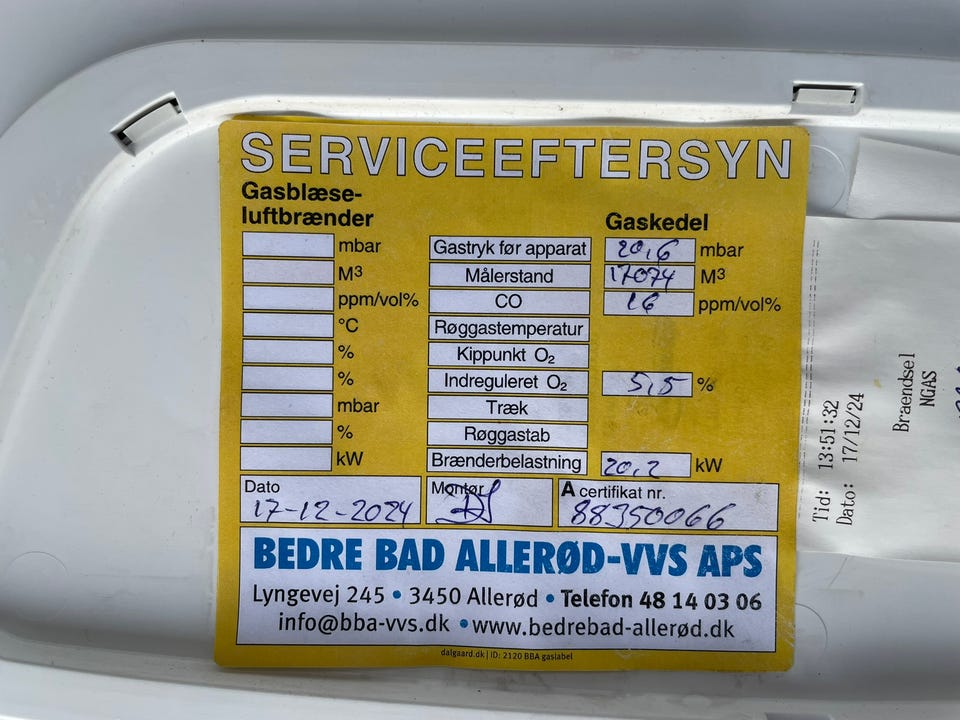 SERVICEEFTERSYN
Gasblæse-
luftbrænder
Gaskedel
mbar Gastryk før apparat 20,6 mbar
M³ Målerstand 17074 M³
ppm/vol% CO 16 ppm/vol%
°C Røggastemperatur
% Kippunkt O₂
% Indreguleret O₂ 5,5 %
mbar Træk
% Røggastab
kW Brænderbelastning 20,2 kW
Dato Montør A certifikat nr.
17-12-2024 88350066
BEDRE BAD ALLERØD-VVS APS
Lyngevej 245 • 3450 Allerød • Telefon 48 14 03 06
info@bba-vvs.dk • www.bedrebad-allerød.dk
dalgaard.dk | ID: 2120 BBA gaslabel
Tid: 13:51:32
Dato: 17/12/24
Braendsel
NGAS